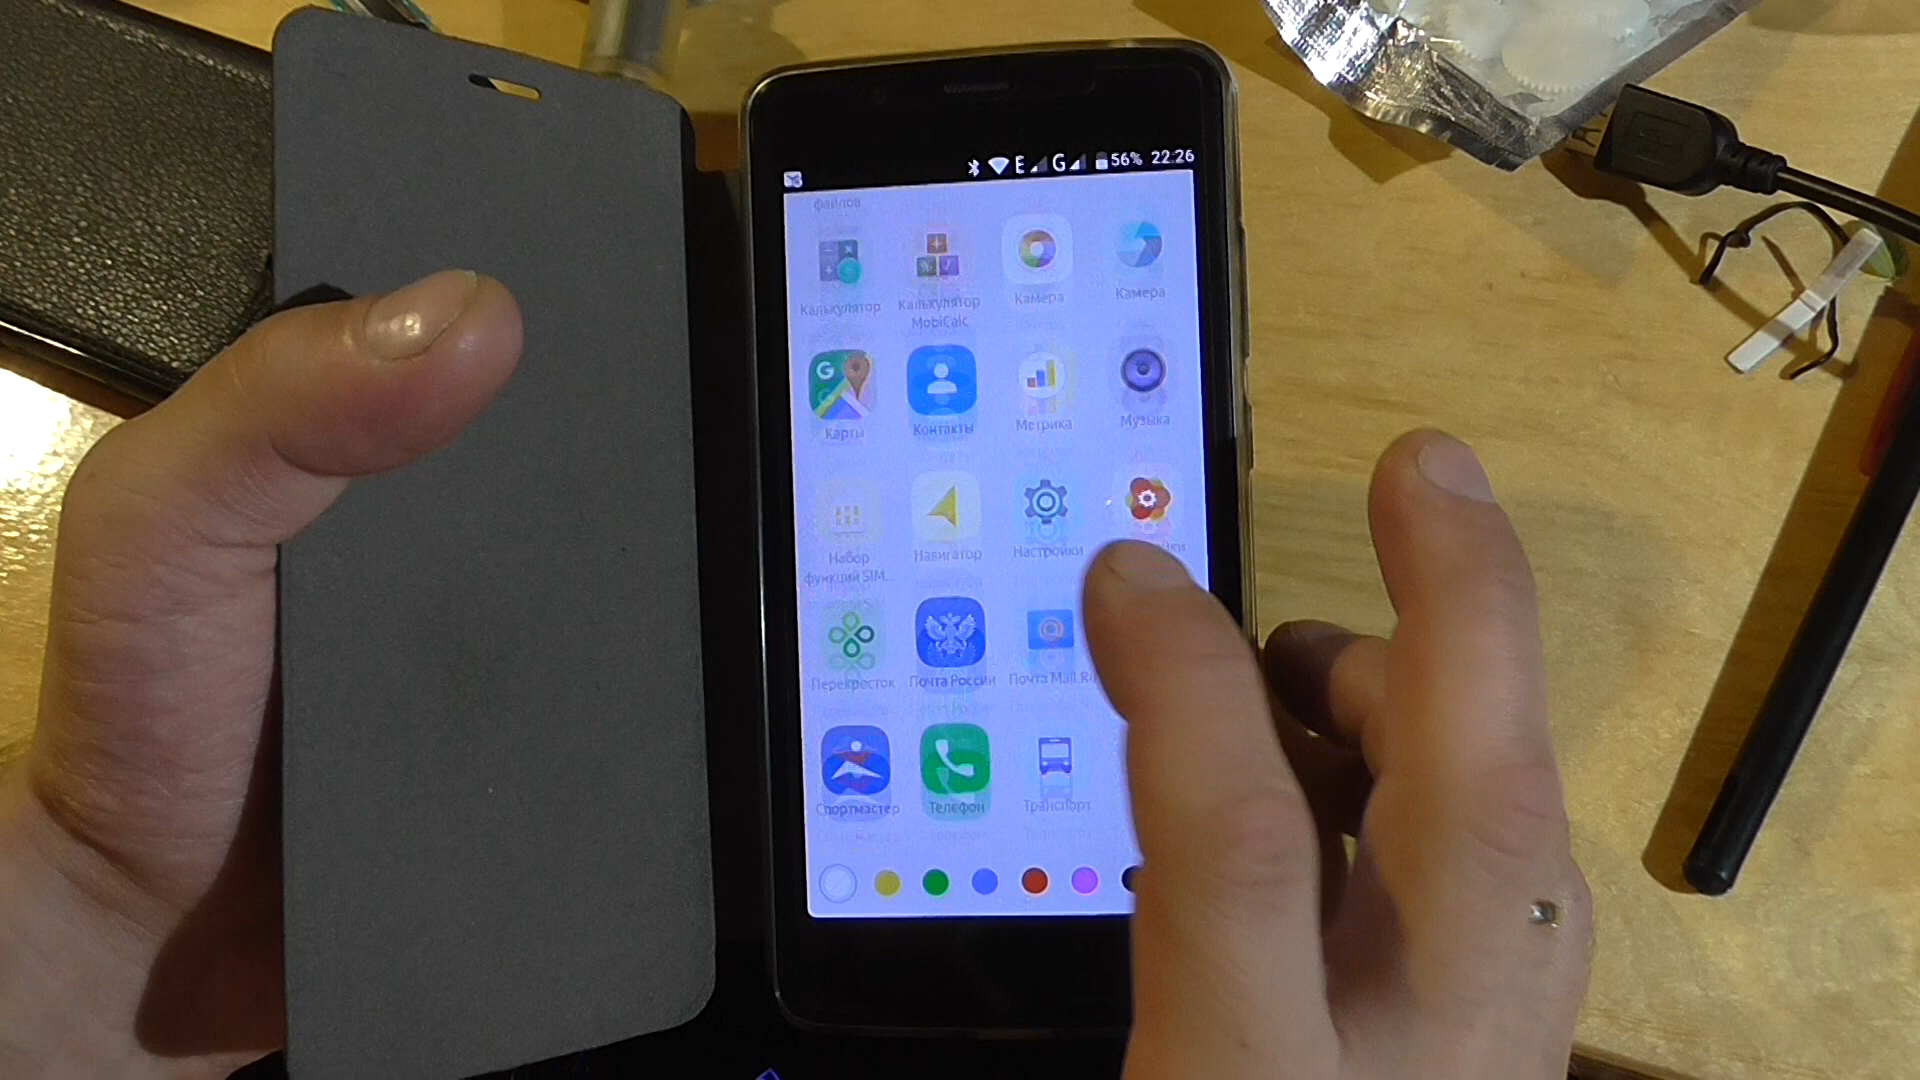 E G 56% 22:26
файлов
Калькулятор
Калькулятор
MobiCalc
Камера
Камера
Карты
Контакты
Метрика
Музыка
Набор
функций SIM...
Навигатор
Настройки
Перекрёсток
Почта России
Почта Mail.Ru
Спортмастер
Телефон
Транспорт